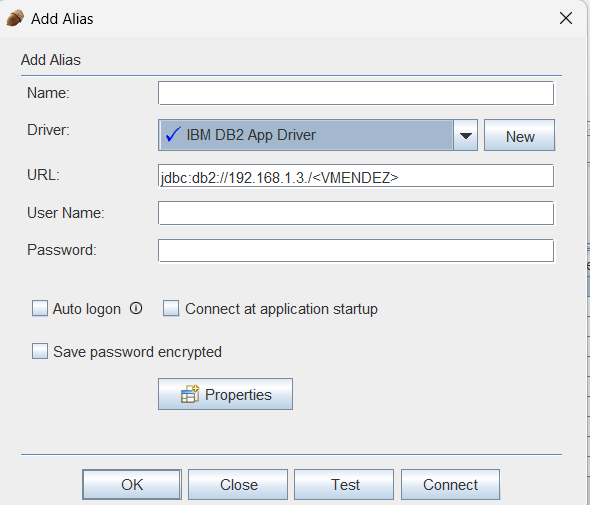 Add Alias
Add Alias
Name:
Driver: IBM DB2 App Driver New
URL: jdbc:db2://192.168.1.3./<VMENDEZ>
User Name:
Password:
Auto logon Connect at application startup
Save password encrypted
Properties
OK Close Test Connect